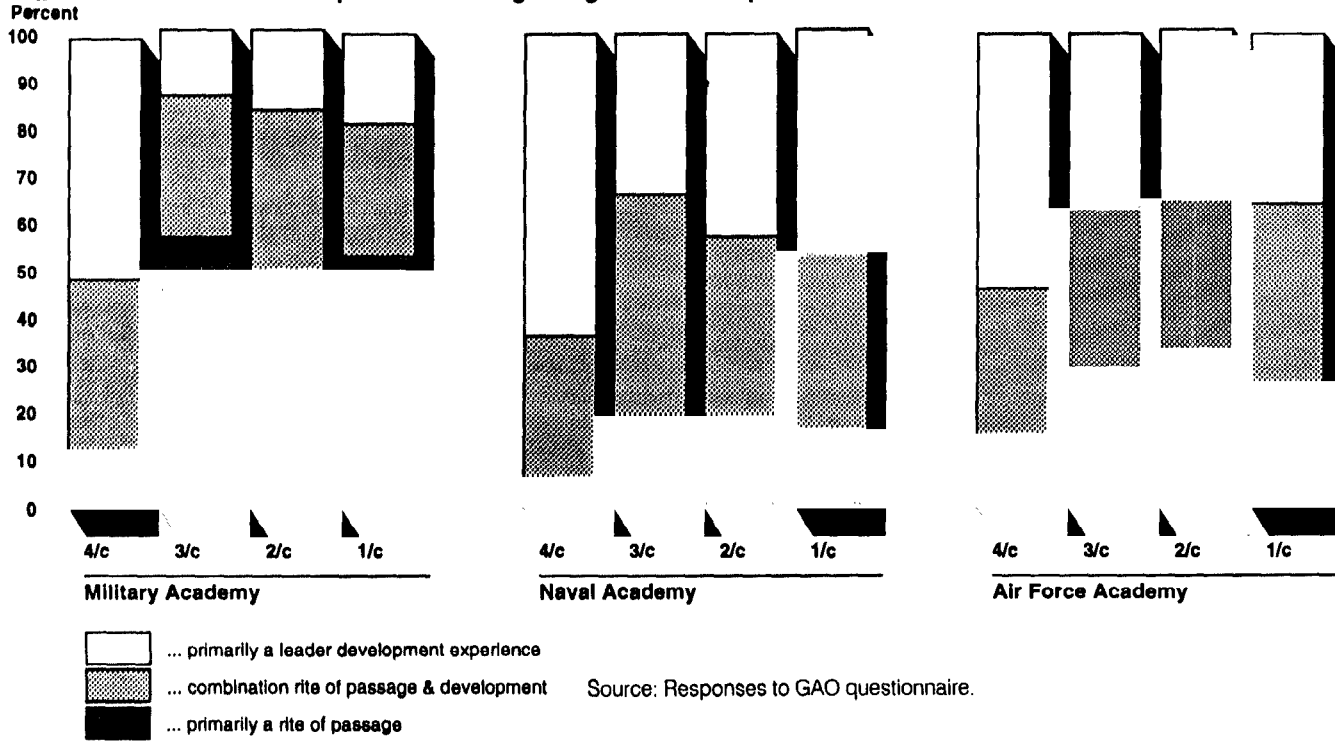 Percent
100
90
80
70
60
50
40
30
20
10
0
4/c 3/c 2/c 1/c 4/c 3/c 2/c 1/c 4/c 3/c 2/c 1/c
Military Academy Naval Academy Air Force Academy
... primarily a leader development experience
... combination rite of passage & development Source: Responses to GAO questionnaire.
... primarily a rite of passage